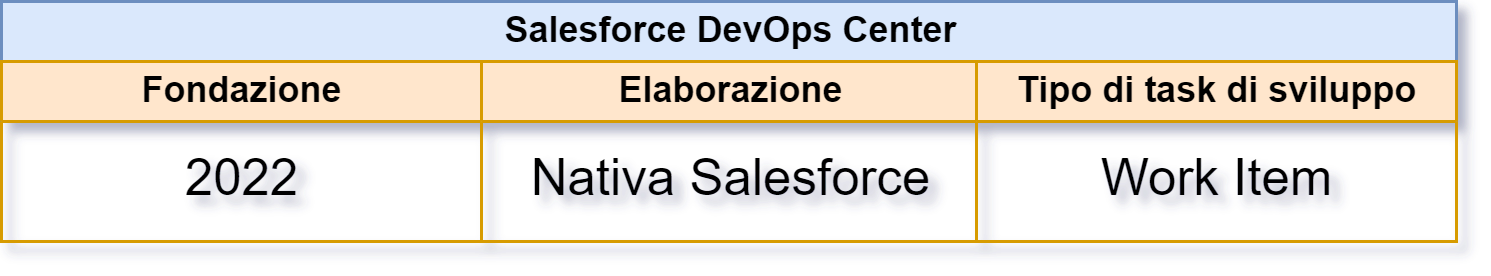 Salesforce DevOps Center
Fondazione Elaborazione Tipo di task di sviluppo
2022 Nativa Salesforce Work Item